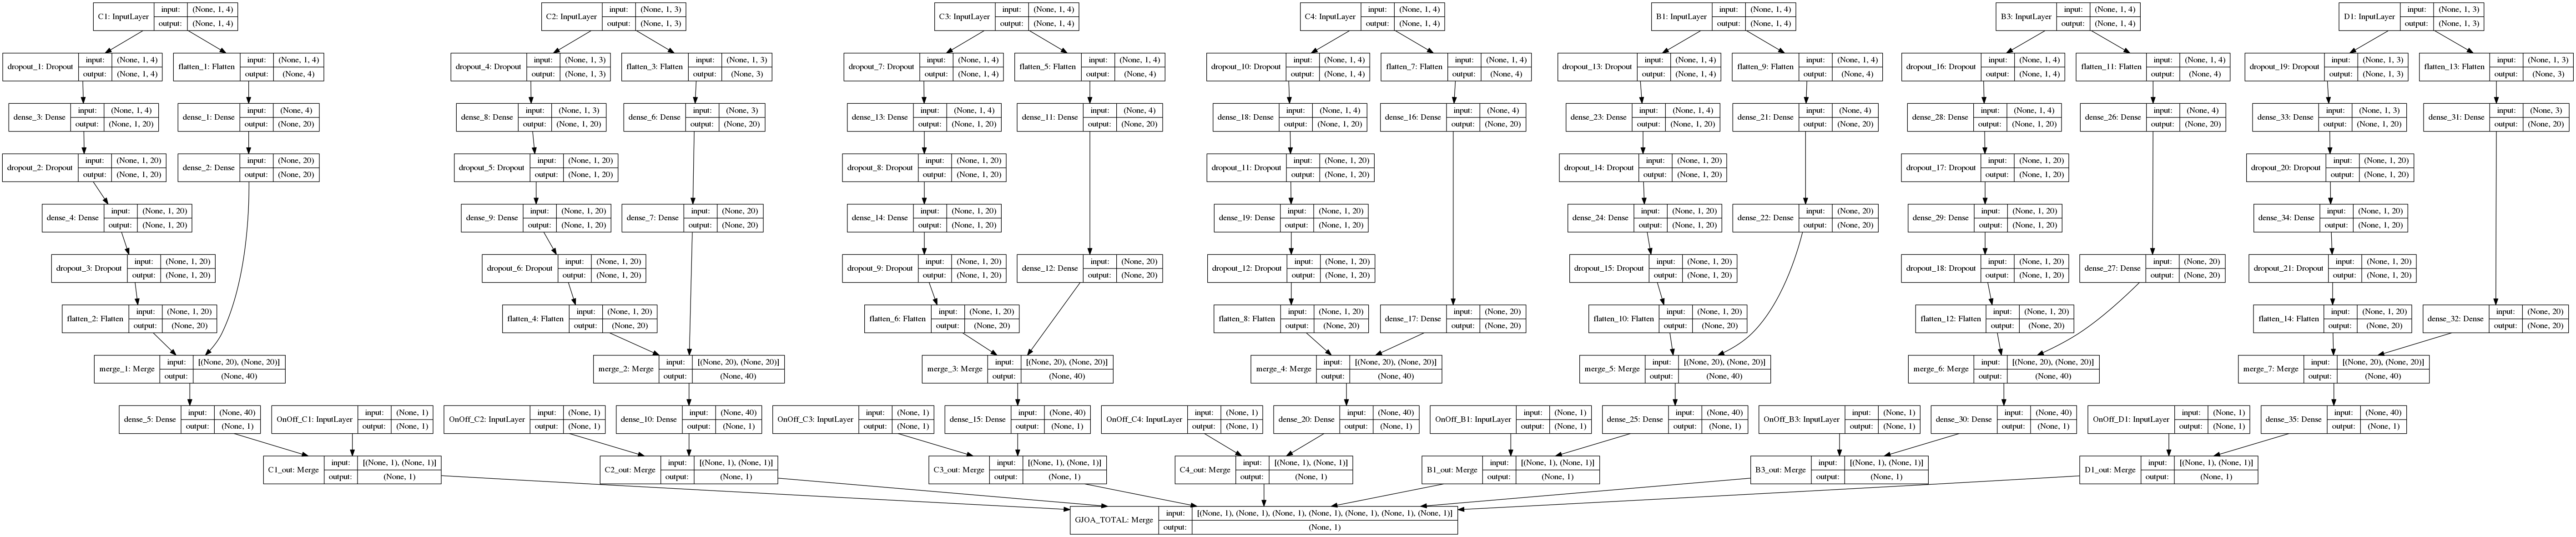 C1: InputLayer input: (None, 1, 4) output: (None, 1, 4)
C2: InputLayer input: (None, 1, 3) output: (None, 1, 3)
C3: InputLayer input: (None, 1, 4) output: (None, 1, 4)
C4: InputLayer input: (None, 1, 4) output: (None, 1, 4)
B1: InputLayer input: (None, 1, 4) output: (None, 1, 4)
B3: InputLayer input: (None, 1, 4) output: (None, 1, 4)
D1: InputLayer input: (None, 1, 3) output: (None, 1, 3)
dropout_1: Dropout input: (None, 1, 4) output: (None, 1, 4)
flatten_1: Flatten input: (None, 1, 4) output: (None, 4)
dropout_4: Dropout input: (None, 1, 3) output: (None, 1, 3)
flatten_3: Flatten input: (None, 1, 3) output: (None, 3)
dropout_7: Dropout input: (None, 1, 4) output: (None, 1, 4)
flatten_5: Flatten input: (None, 1, 4) output: (None, 4)
dropout_10: Dropout input: (None, 1, 4) output: (None, 1, 4)
flatten_7: Flatten input: (None, 1, 4) output: (None, 4)
dropout_13: Dropout input: (None, 1, 4) output: (None, 1, 4)
flatten_9: Flatten input: (None, 1, 4) output: (None, 4)
dropout_16: Dropout input: (None, 1, 4) output: (None, 1, 4)
flatten_11: Flatten input: (None, 1, 4) output: (None, 4)
dropout_19: Dropout input: (None, 1, 3) output: (None, 1, 3)
flatten_13: Flatten input: (None, 1, 3) output: (None, 3)
dense_3: Dense input: (None, 1, 4) output: (None, 1, 20)
dense_1: Dense input: (None, 4) output: (None, 20)
dense_8: Dense input: (None, 1, 3) output: (None, 1, 20)
dense_6: Dense input: (None, 3) output: (None, 20)
dense_13: Dense input: (None, 1, 4) output: (None, 1, 20)
dense_11: Dense input: (None, 4) output: (None, 20)
dense_18: Dense input: (None, 1, 4) output: (None, 1, 20)
dense_16: Dense input: (None, 4) output: (None, 20)
dense_23: Dense input: (None, 1, 4) output: (None, 1, 20)
dense_21: Dense input: (None, 4) output: (None, 20)
dense_28: Dense input: (None, 1, 4) output: (None, 1, 20)
dense_26: Dense input: (None, 4) output: (None, 20)
dense_33: Dense input: (None, 1, 3) output: (None, 1, 20)
dense_31: Dense input: (None, 3) output: (None, 20)
dropout_2: Dropout input: (None, 1, 20) output: (None, 1, 20)
dense_2: Dense input: (None, 20) output: (None, 20)
dropout_5: Dropout input: (None, 1, 20) output: (None, 1, 20)
dropout_8: Dropout input: (None, 1, 20) output: (None, 1, 20)
dropout_11: Dropout input: (None, 1, 20) output: (None, 1, 20)
dropout_14: Dropout input: (None, 1, 20) output: (None, 1, 20)
dropout_17: Dropout input: (None, 1, 20) output: (None, 1, 20)
dropout_20: Dropout input: (None, 1, 20) output: (None, 1, 20)
dense_4: Dense input: (None, 1, 20) output: (None, 1, 20)
dense_9: Dense input: (None, 1, 20) output: (None, 1, 20)
dense_7: Dense input: (None, 20) output: (None, 20)
dense_14: Dense input: (None, 1, 20) output: (None, 1, 20)
dense_19: Dense input: (None, 1, 20) output: (None, 1, 20)
dense_24: Dense input: (None, 1, 20) output: (None, 1, 20)
dense_22: Dense input: (None, 20) output: (None, 20)
dense_29: Dense input: (None, 1, 20) output: (None, 1, 20)
dense_34: Dense input: (None, 1, 20) output: (None, 1, 20)
dropout_3: Dropout input: (None, 1, 20) output: (None, 1, 20)
dropout_6: Dropout input: (None, 1, 20) output: (None, 1, 20)
dropout_9: Dropout input: (None, 1, 20) output: (None, 1, 20)
dense_12: Dense input: (None, 20) output: (None, 20)
dropout_12: Dropout input: (None, 1, 20) output: (None, 1, 20)
dropout_15: Dropout input: (None, 1, 20) output: (None, 1, 20)
dropout_18: Dropout input: (None, 1, 20) output: (None, 1, 20)
dense_27: Dense input: (None, 20) output: (None, 20)
dropout_21: Dropout input: (None, 1, 20) output: (None, 1, 20)
flatten_2: Flatten input: (None, 1, 20) output: (None, 20)
flatten_4: Flatten input: (None, 1, 20) output: (None, 20)
flatten_6: Flatten input: (None, 1, 20) output: (None, 20)
flatten_8: Flatten input: (None, 1, 20) output: (None, 20)
dense_17: Dense input: (None, 20) output: (None, 20)
flatten_10: Flatten input: (None, 1, 20) output: (None, 20)
flatten_12: Flatten input: (None, 1, 20) output: (None, 20)
flatten_14: Flatten input: (None, 1, 20) output: (None, 20)
dense_32: Dense input: (None, 20) output: (None, 20)
merge_1: Merge input: [(None, 20), (None, 20)] output: (None, 40)
merge_2: Merge input: [(None, 20), (None, 20)] output: (None, 40)
merge_3: Merge input: [(None, 20), (None, 20)] output: (None, 40)
merge_4: Merge input: [(None, 20), (None, 20)] output: (None, 40)
merge_5: Merge input: [(None, 20), (None, 20)] output: (None, 40)
merge_6: Merge input: [(None, 20), (None, 20)] output: (None, 40)
merge_7: Merge input: [(None, 20), (None, 20)] output: (None, 40)
dense_5: Dense input: (None, 40) output: (None, 1)
OnOff_C1: InputLayer input: (None, 1) output: (None, 1)
OnOff_C2: InputLayer input: (None, 1) output: (None, 1)
dense_10: Dense input: (None, 40) output: (None, 1)
OnOff_C3: InputLayer input: (None, 1) output: (None, 1)
dense_15: Dense input: (None, 40) output: (None, 1)
OnOff_C4: InputLayer input: (None, 1) output: (None, 1)
dense_20: Dense input: (None, 40) output: (None, 1)
OnOff_B1: InputLayer input: (None, 1) output: (None, 1)
dense_25: Dense input: (None, 40) output: (None, 1)
OnOff_B3: InputLayer input: (None, 1) output: (None, 1)
dense_30: Dense input: (None, 40) output: (None, 1)
OnOff_D1: InputLayer input: (None, 1) output: (None, 1)
dense_35: Dense input: (None, 40) output: (None, 1)
C1_out: Merge input: [(None, 1), (None, 1)] output: (None, 1)
C2_out: Merge input: [(None, 1), (None, 1)] output: (None, 1)
C3_out: Merge input: [(None, 1), (None, 1)] output: (None, 1)
C4_out: Merge input: [(None, 1), (None, 1)] output: (None, 1)
B1_out: Merge input: [(None, 1), (None, 1)] output: (None, 1)
B3_out: Merge input: [(None, 1), (None, 1)] output: (None, 1)
D1_out: Merge input: [(None, 1), (None, 1)] output: (None, 1)
GJOA_TOTAL: Merge input: [(None, 1), (None, 1), (None, 1), (None, 1), (None, 1), (None, 1), (None, 1)] output: (None, 1)